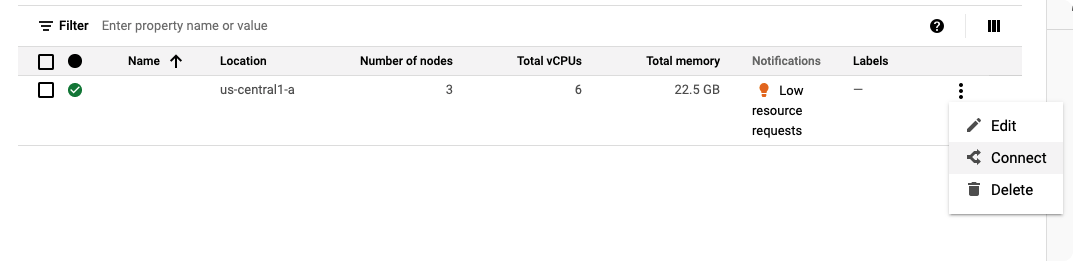 Filter Enter property name or value
Name Location Number of nodes Total vCPUs Total memory Notifications Labels
us-central1-a 3 6 22.5 GB Low —
resource
requests
Edit
Connect
Delete